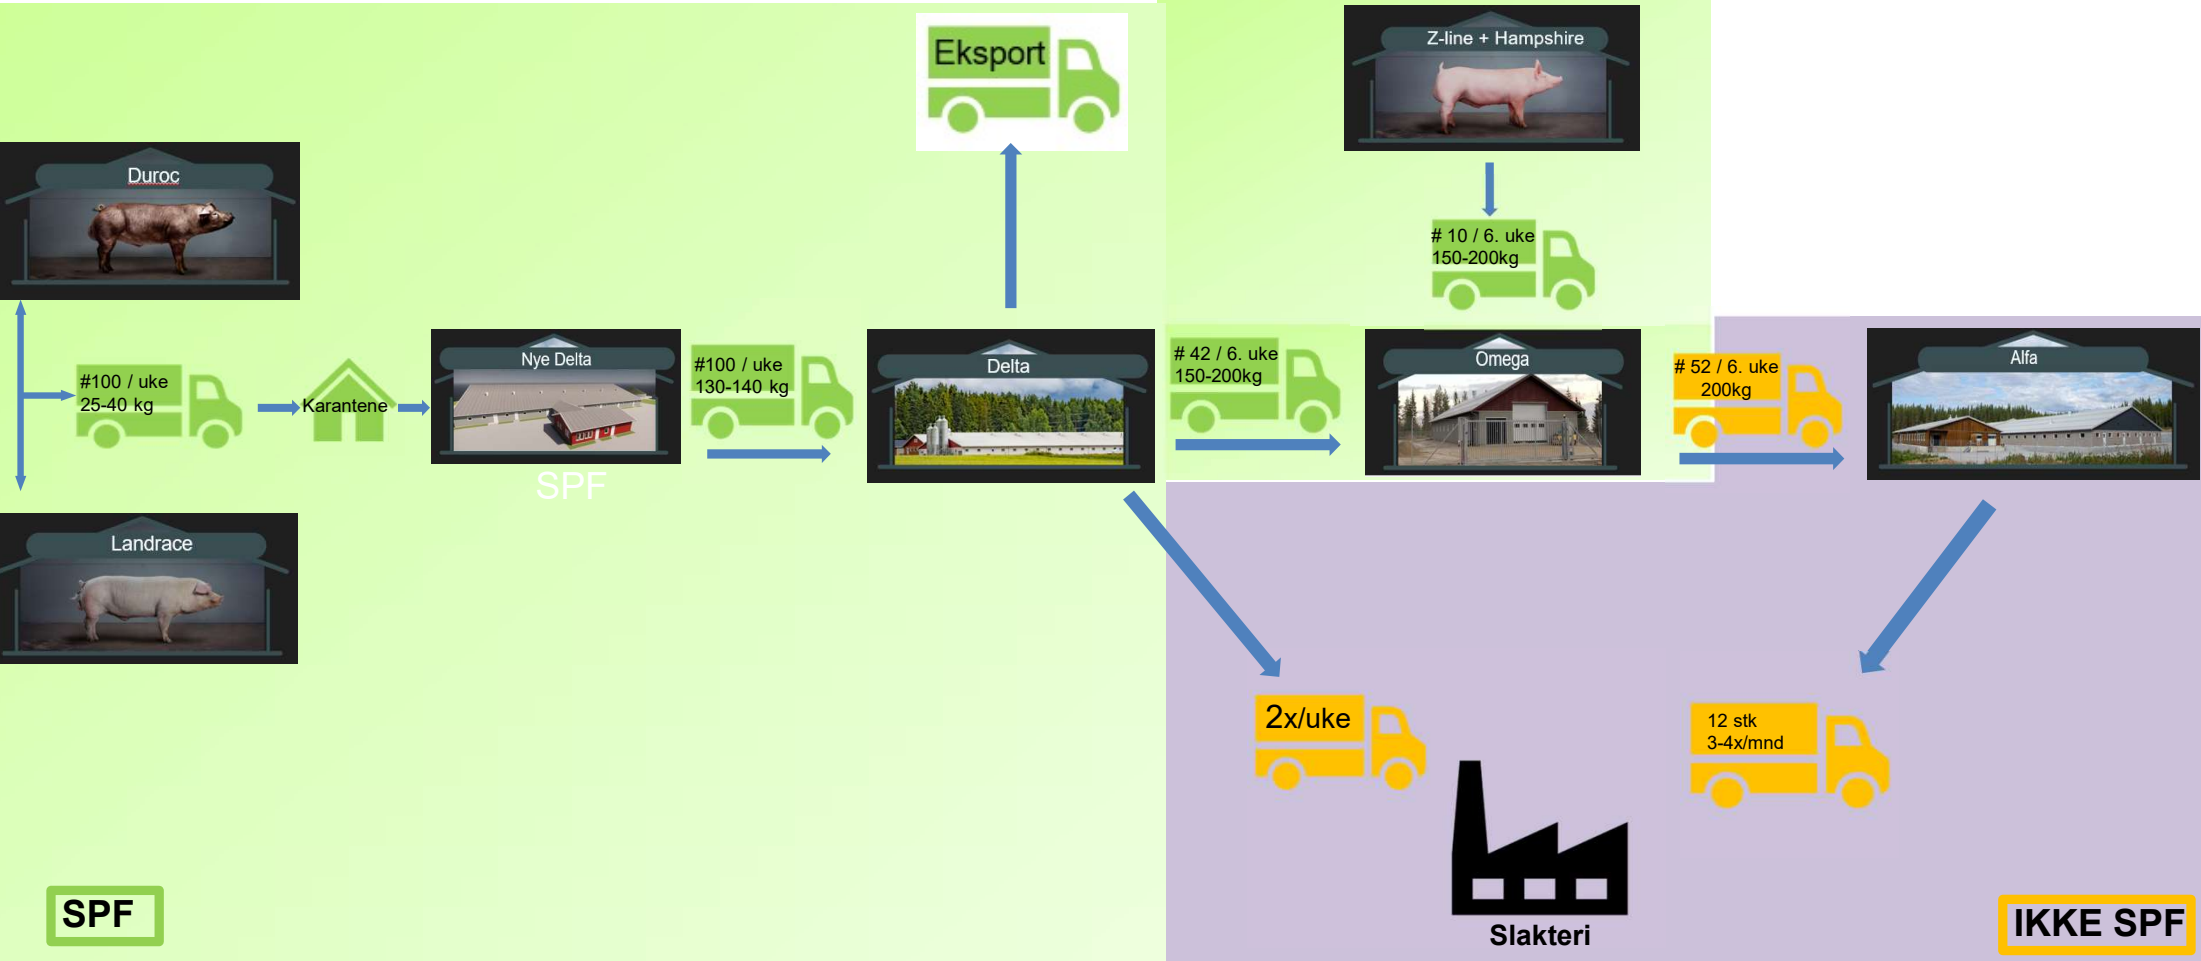 Eksport
Z-line + Hampshire
Duroc
# 10 / 6. uke
150-200kg
#100 / uke
25-40 kg
Karantene
Nye Delta
SPF
#100 / uke
130-140 kg
Delta
# 42 / 6. uke
150-200kg
Omega
# 52 / 6. uke
200kg
Alfa
Landrace
2x/uke
12 stk
3-4x/mnd
Slakteri
SPF
IKKE SPF